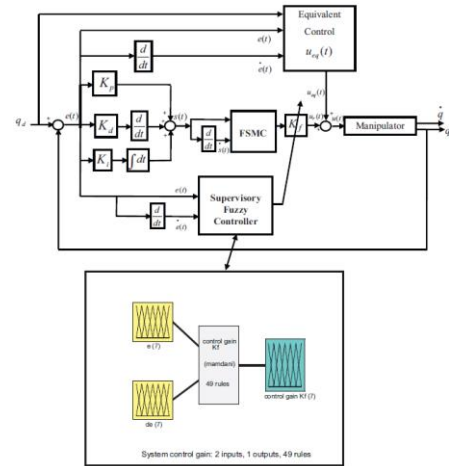 Equivalent
Control
u_eq(t)
e(t)
d/dt
ė(t)
u_eq(t)
K_p
q_d
e(t)
K_d
d/dt
s(t)
FSMC
K_f
u(t)
Manipulator
q̇
q
d/dt
ṡ(t)
K_i
∫dt
e(t)
Supervisory
Fuzzy
Controller
d/dt
ė(t)
e (7)
control gain
Kf
(mamdani)
49 rules
de (7)
control gain Kf (7)
System control gain: 2 inputs, 1 outputs, 49 rules